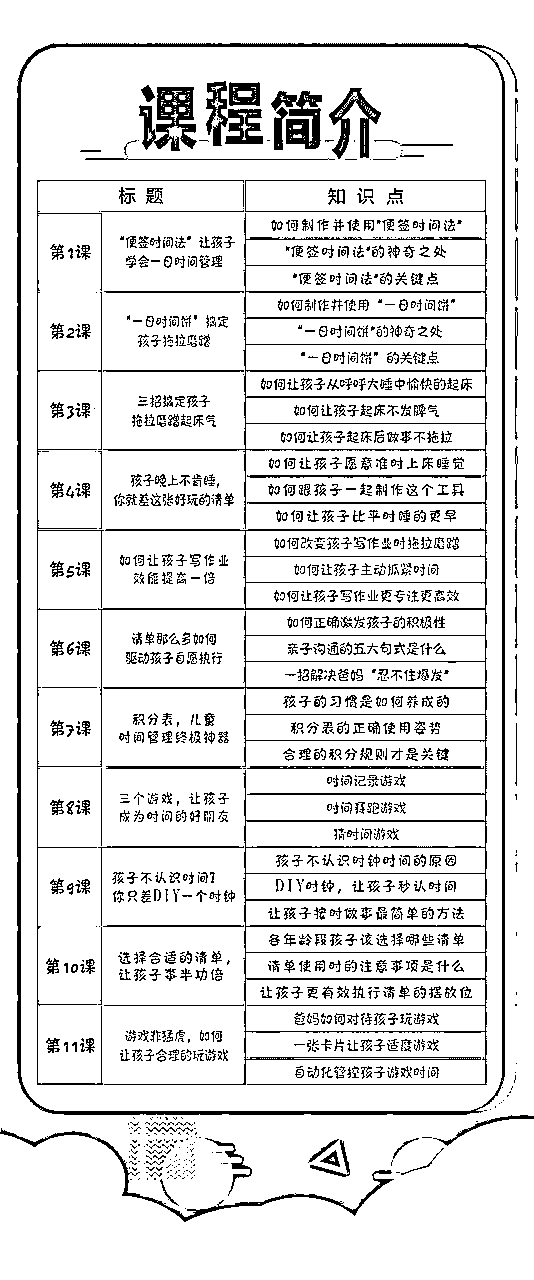 课程简介
标题 知识点
第1课
"便签时间法"让孩子
学会一日时间管理
如何制作并使用"便签时间法"
"便签时间法"的神奇之处
"便签时间法"的关键点
第2课
"一日时间饼"搞定
孩子拖拉磨蹭
如何制作并使用"一日时间饼"
"一日时间饼"的神奇之处
"一日时间饼"的关键点
第3课
三招搞定孩子
拖拉磨蹭起床气
如何让孩子从呼呼大睡中愉快的起床
如何让孩子起床不发脾气
如何让孩子起床后做事不拖拉
第4课
孩子晚上不肯睡，
你就差这张好玩的清单
如何让孩子愿意准时上床睡觉
如何跟孩子一起制作这个工具
如何让孩子比平时睡的更早
第5课
如何让孩子写作业
效能提高一倍
如何改变孩子写作业时拖拉磨蹭
如何让孩子主动抓紧时间
如何让孩子写作业更专注更高效
第6课
清单那么多如何
驱动孩子自愿执行
如何正确激发孩子的积极性
亲子沟通的五大句式是什么
一招解决爸妈"忍不住爆发"
第7课
积分表，儿童
时间管理终极神器
孩子的习惯是如何养成的
积分表的正确使用姿势
合理的积分规则才是关键
第8课
三个游戏，让孩子
成为时间的好朋友
时间记录游戏
时间赛跑游戏
猜时间游戏
第9课
孩子不认识时间？
你只差DIY一个时钟
孩子不认识时钟时间的原因
DIY时钟，让孩子秒认时间
让孩子按时做事最简单的方法
第10课
选择合适的清单，
让孩子事半功倍
各年龄段孩子该选择哪些清单
清单使用时的注意事项是什么
让孩子更有效执行清单的摆放位
第11课
游戏非猛虎，如何
让孩子合理的玩游戏
爸妈如何对待孩子玩游戏
一张卡片让孩子适度游戏
自动化管控孩子游戏时间